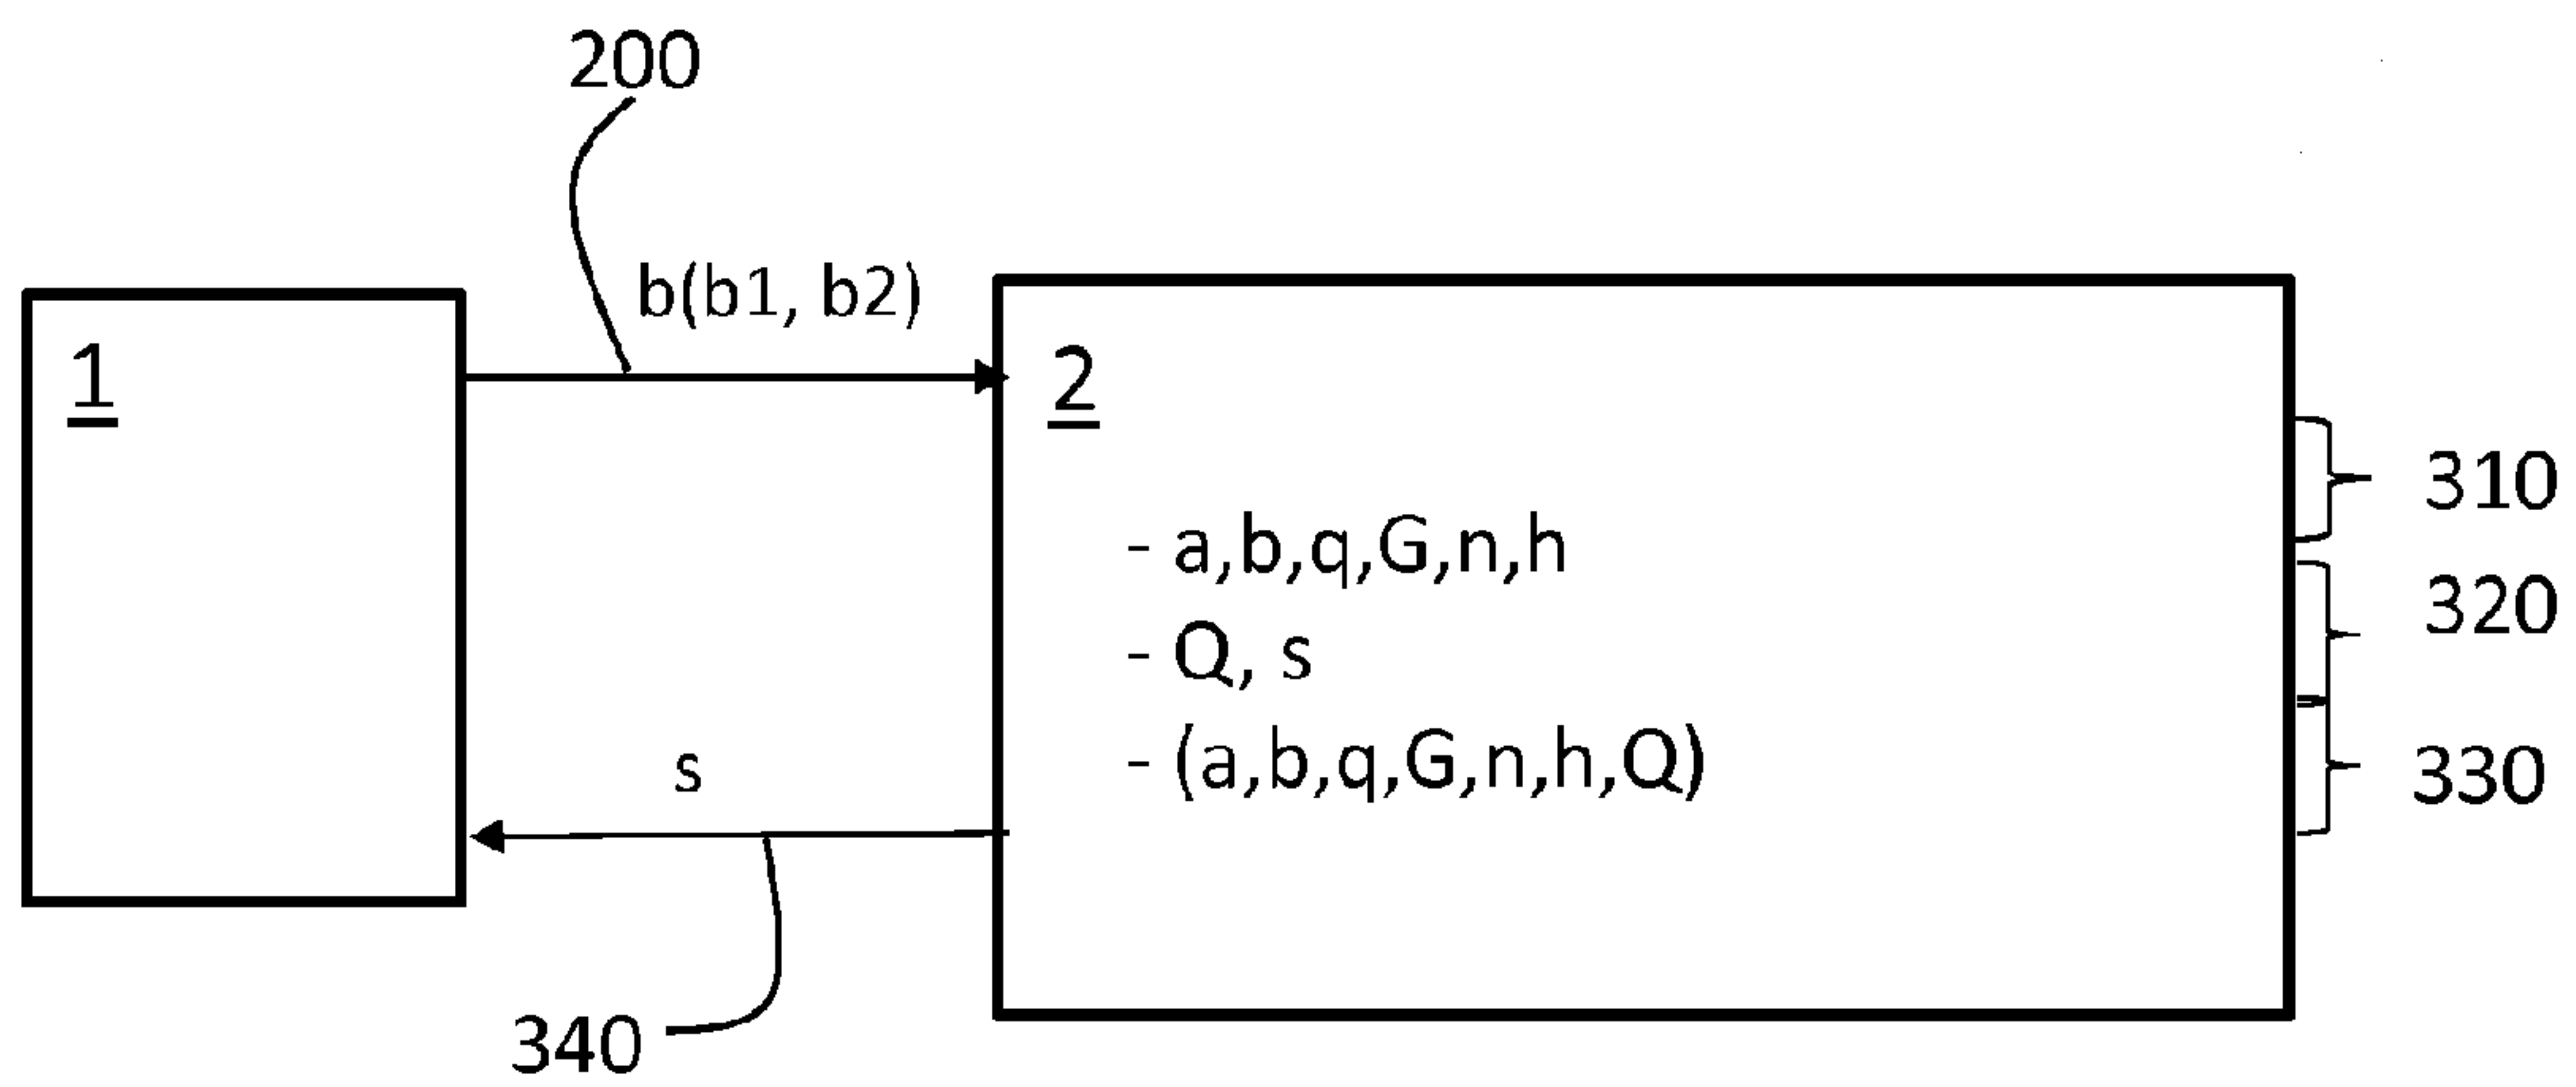 200
b(b1, b2)
1
2
310
- a,b,q,G,n,h
320
- Q, s
- (a,b,q,G,n,h,Q)
330
s
340